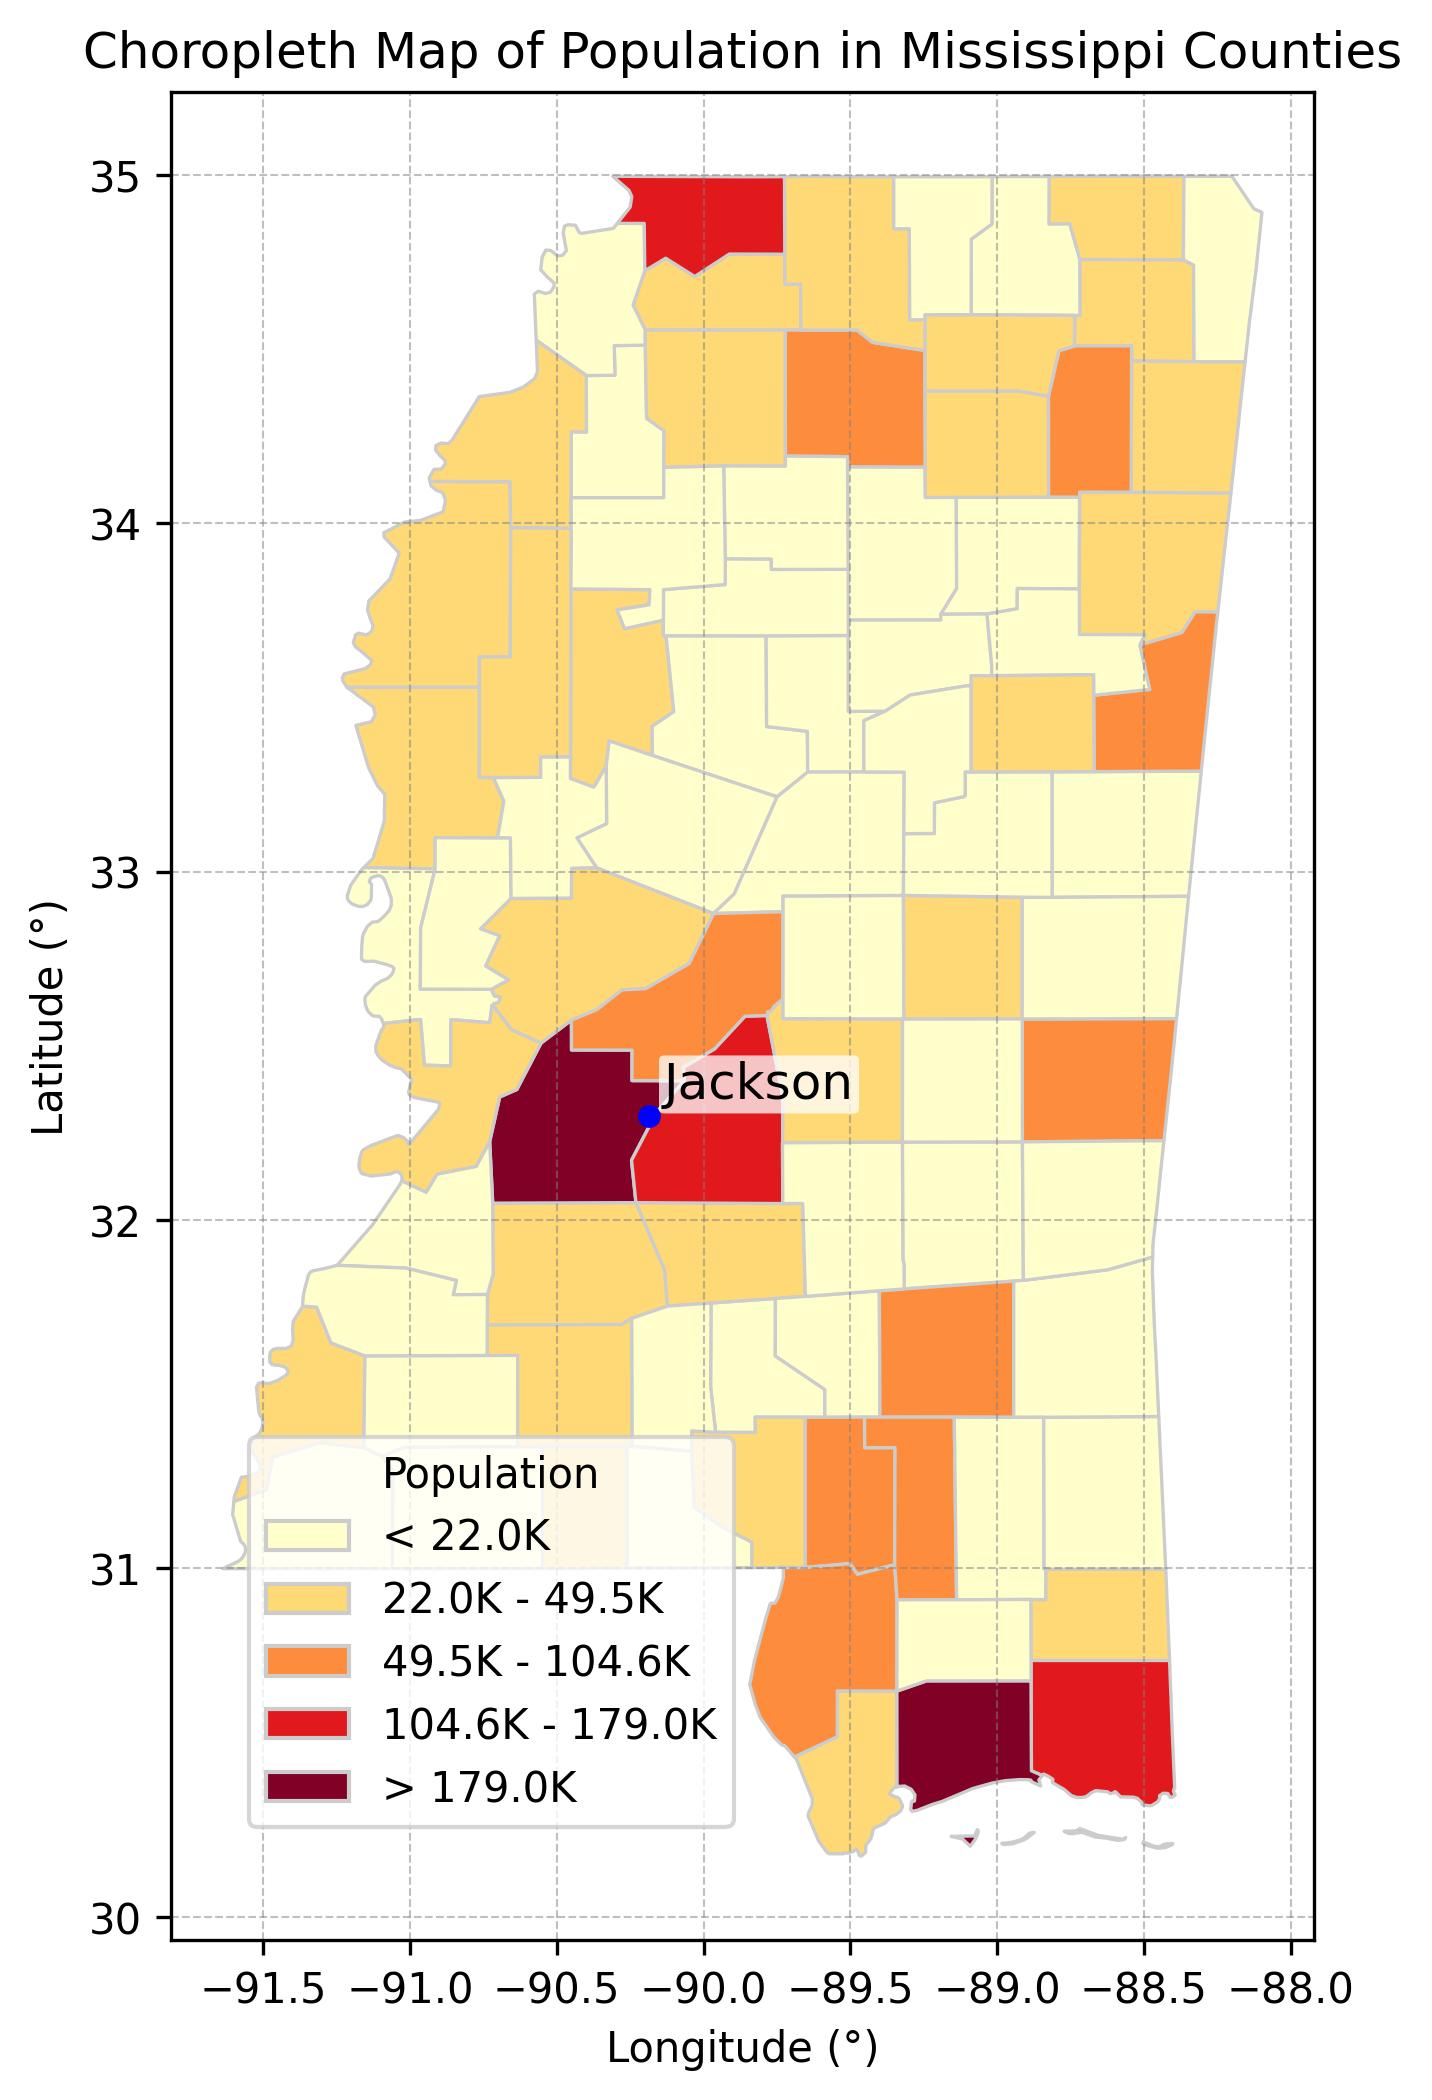 Choropleth Map of Population in Mississippi Counties
35
34
33
32
31
30
Latitude (°)
Jackson
Population
< 22.0K
22.0K - 49.5K
49.5K - 104.6K
104.6K - 179.0K
> 179.0K
−91.5 −91.0 −90.5 −90.0 −89.5 −89.0 −88.5 −88.0
Longitude (°)